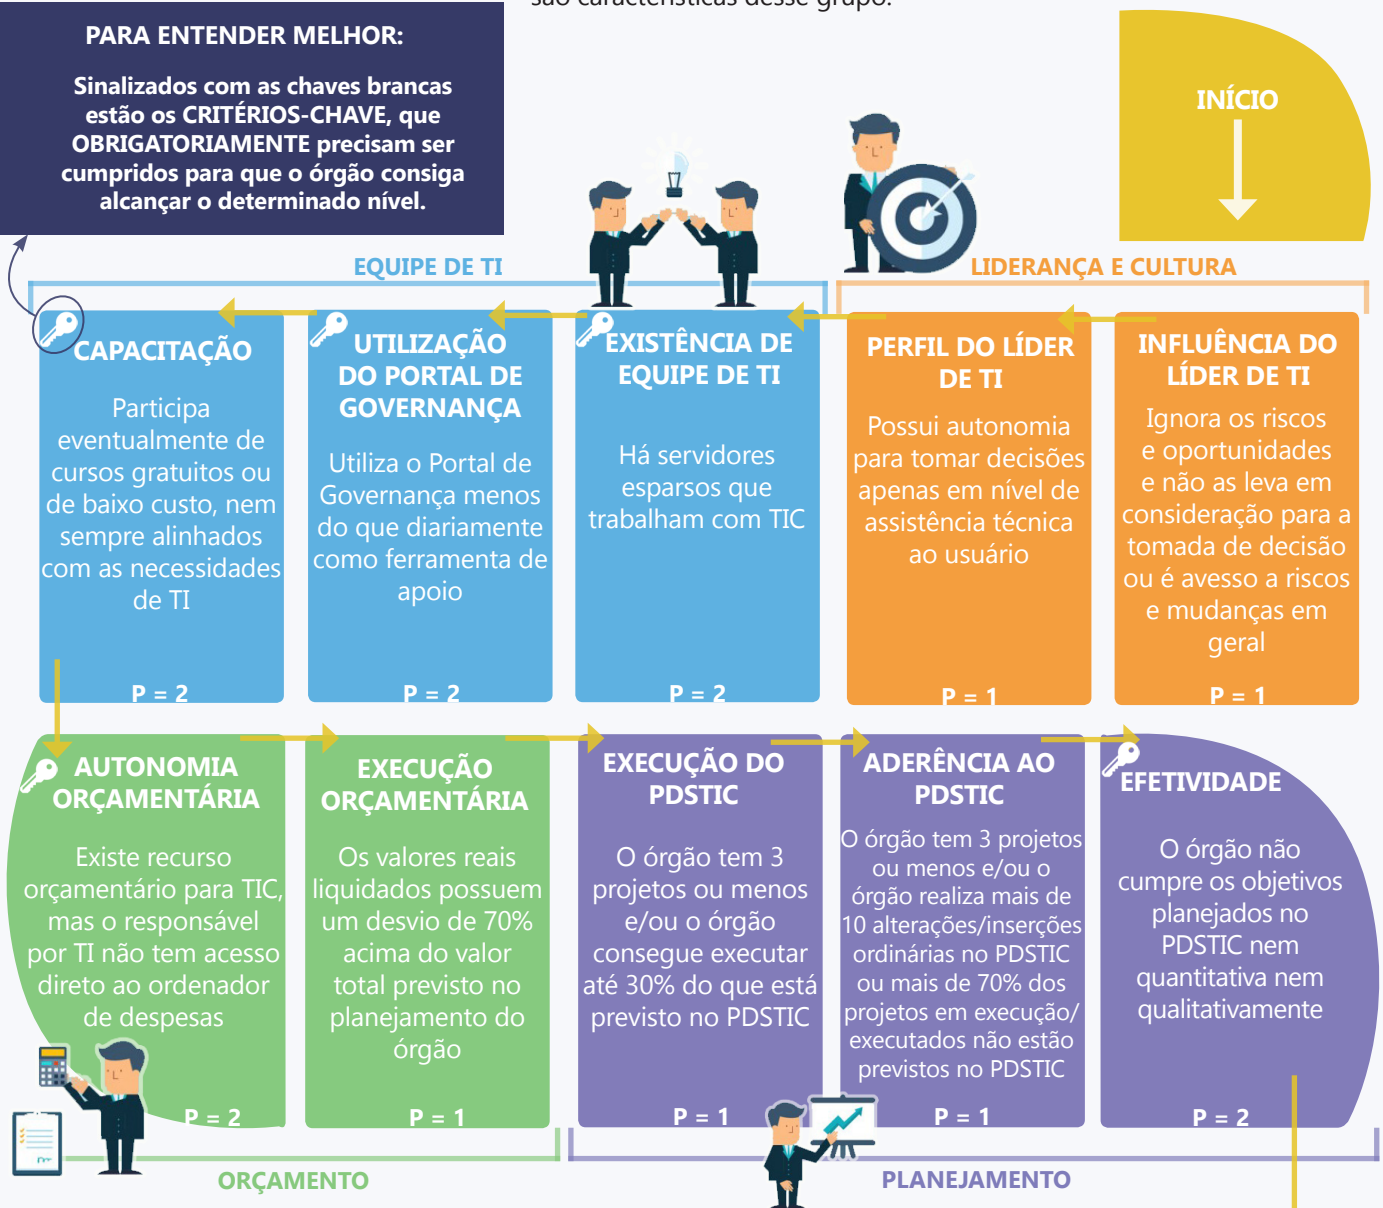 são características desse grupo.
PARA ENTENDER MELHOR:
Sinalizados com as chaves brancas
estão os CRITÉRIOS-CHAVE, que
OBRIGATORIAMENTE precisam ser
cumpridos para que o órgão consiga
alcançar o determinado nível.
INÍCIO
EQUIPE DE TI
LIDERANÇA E CULTURA
INFLUÊNCIA DO
LÍDER DE TI
Ignora os riscos
e oportunidades
e não as leva em
consideração para a
tomada de decisão
ou é avesso a riscos
e mudanças em
geral
P = 1
PERFIL DO LÍDER
DE TI
Possui autonomia
para tomar decisões
apenas em nível de
assistência técnica
ao usuário
P = 1
EXISTÊNCIA DE
EQUIPE DE TI
Há servidores
esparsos que
trabalham com TIC
P = 2
UTILIZAÇÃO
DO PORTAL DE
GOVERNANÇA
Utiliza o Portal de
Governança menos
do que diariamente
como ferramenta de
apoio
P = 2
CAPACITAÇÃO
Participa
eventualmente de
cursos gratuitos ou
de baixo custo, nem
sempre alinhados
com as necessidades
de TI
P = 2
AUTONOMIA
ORÇAMENTÁRIA
Existe recurso
orçamentário para TIC,
mas o responsável
por TI não tem acesso
direto ao ordenador
de despesas
P = 2
EXECUÇÃO
ORÇAMENTÁRIA
Os valores reais
liquidados possuem
um desvio de 70%
acima do valor
total previsto no
planejamento do
órgão
P = 1
EXECUÇÃO DO
PDSTIC
O órgão tem 3
projetos ou menos
e/ou o órgão
consegue executar
até 30% do que está
previsto no PDSTIC
P = 1
ADERÊNCIA AO
PDSTIC
O órgão tem 3 projetos
ou menos e/ou o
órgão realiza mais de
10 alterações/inserções
ordinárias no PDSTIC
ou mais de 70% dos
projetos em execução/
executados não estão
previstos no PDSTIC
P = 1
EFETIVIDADE
O órgão não
cumpre os objetivos
planejados no
PDSTIC nem
quantitativa nem
qualitativamente
P = 2
ORÇAMENTO
PLANEJAMENTO